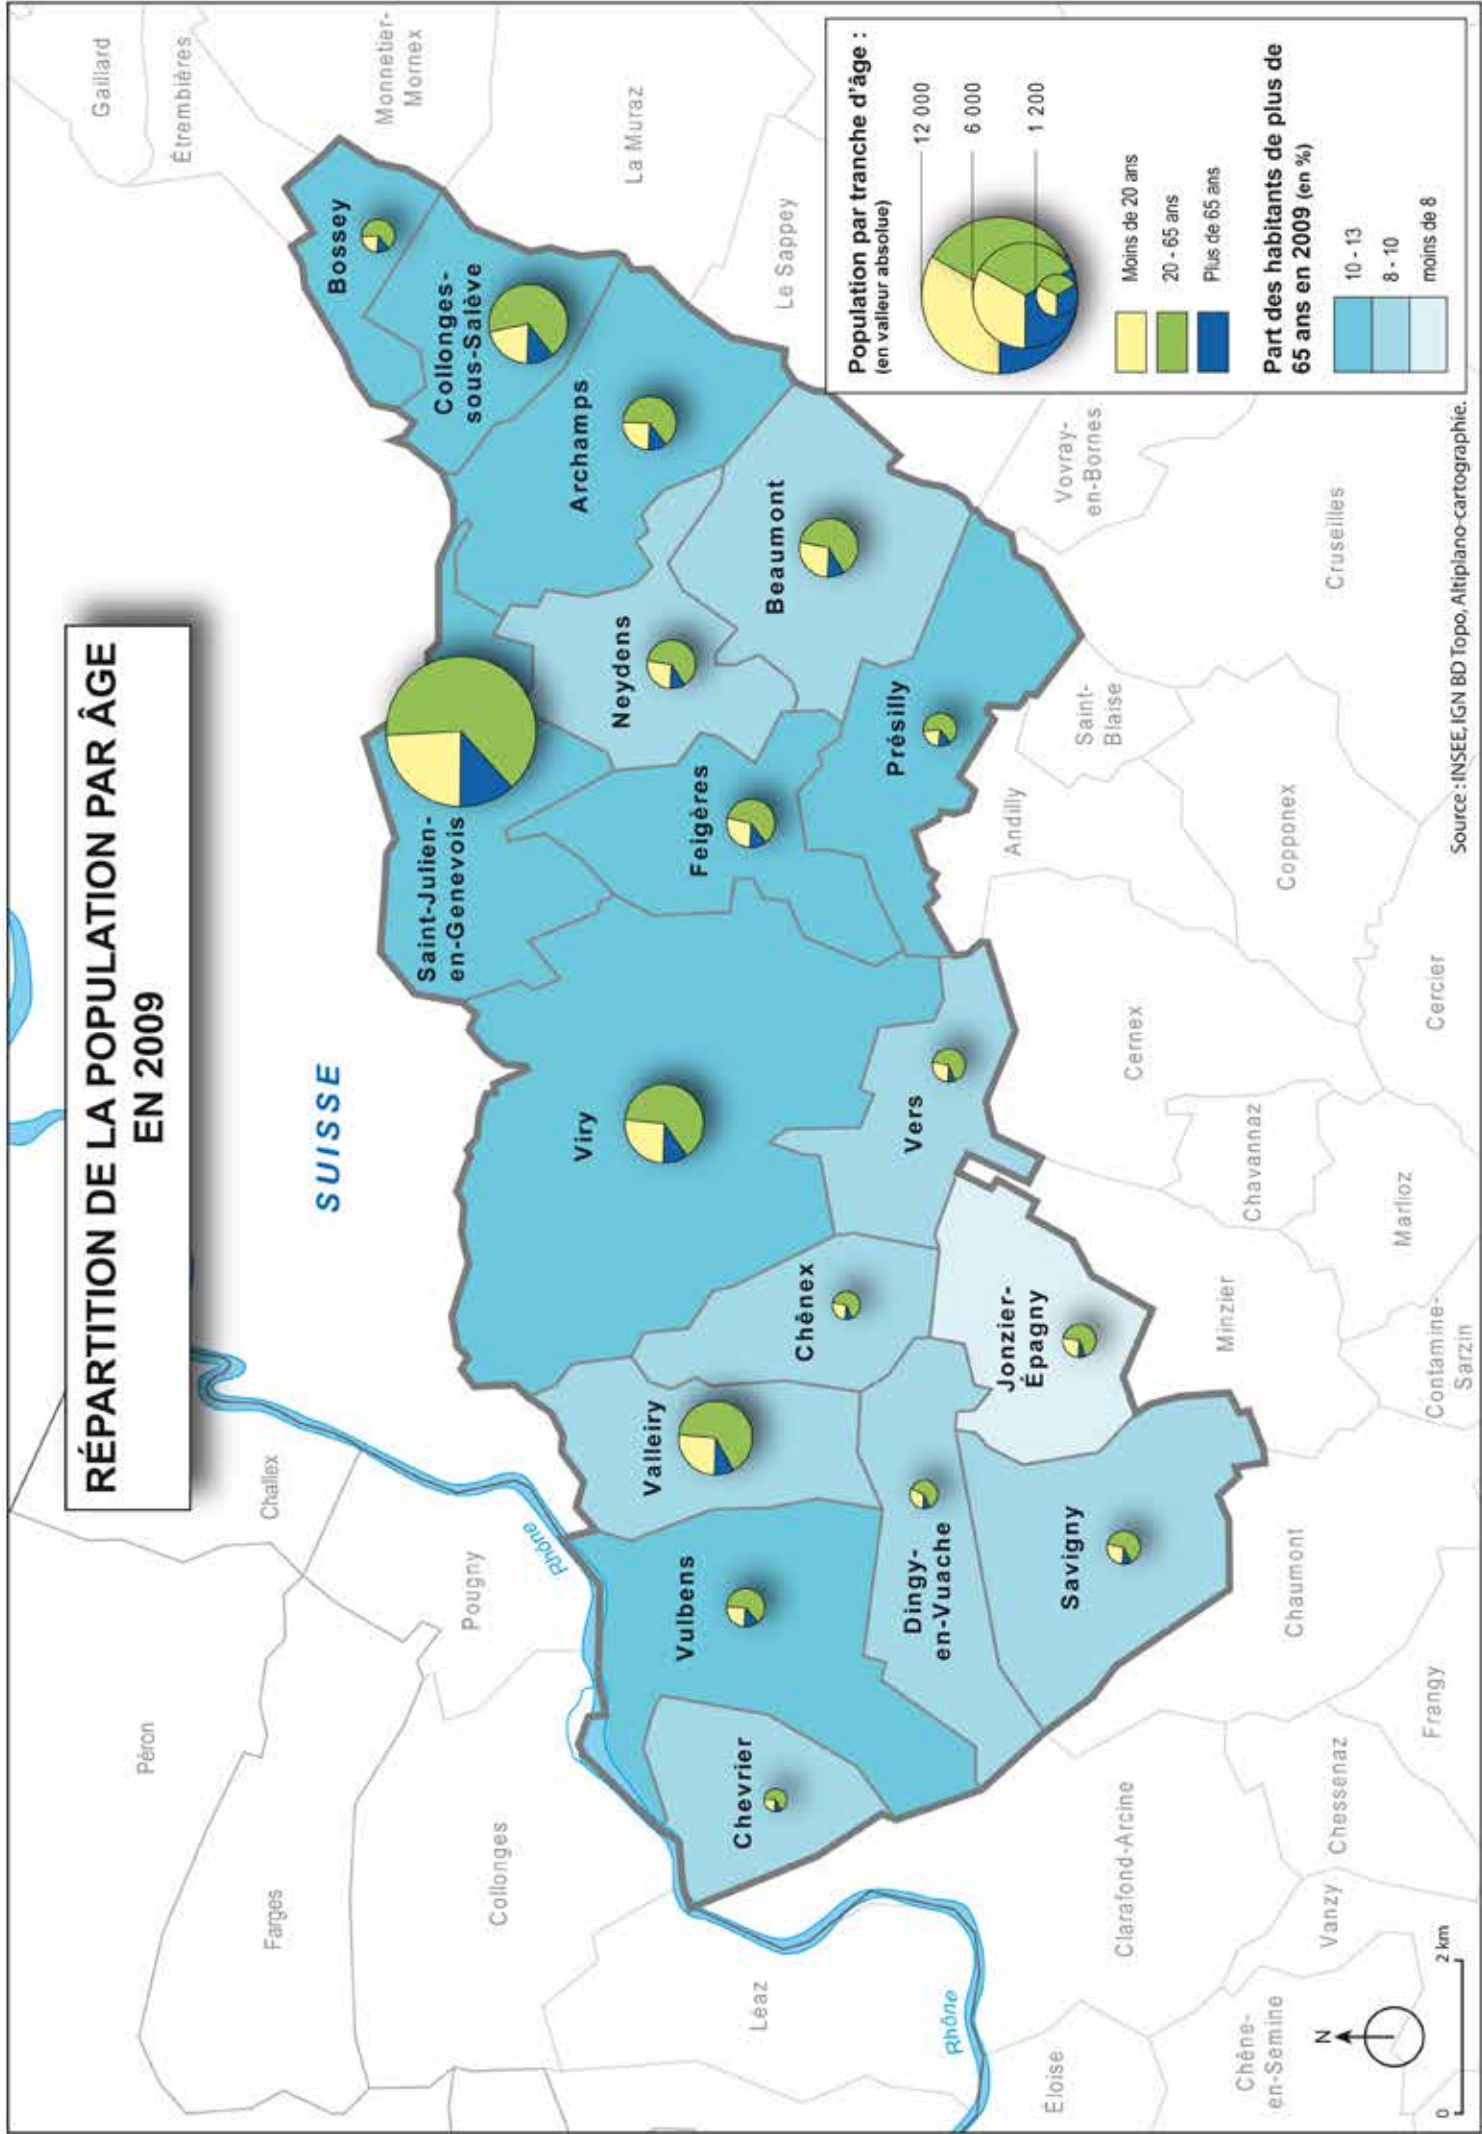 RÉPARTITION DE LA POPULATION PAR ÂGE
EN 2009
SUISSE
Péron
Farges
Challex
Pougny
Collonges
Léaz
Rhône
Rhône
Éloise
Chêne-
en-Semine
Clarafond-Arcine
Vanzy
Chessenaz
Frangy
Chaumont
Contamine-
Sarzin
Minzier
Marlioz
Chavannaz
Cernex
Cercier
Copponex
Andilly
Saint-
Blaise
Cruseilles
Vovray-
en-Bornes
Le Sappey
La Muraz
Monnetier-
Mornex
Étrembières
Gaillard
Bossey
Collonges-
sous-Salève
Archamps
Beaumont
Neydens
Présilly
Feigères
Saint-Julien-
en-Genevois
Viry
Vers
Chênex
Jonzier-
Épagny
Valleiry
Dingy-
en-Vuache
Savigny
Vulbens
Chevrier
Population par tranche d'âge :
(en valleur absolue)
12 000
6 000
1 200
Moins de 20 ans
20 - 65 ans
Plus de 65 ans
Part des habitants de plus de
65 ans en 2009 (en %)
10 - 13
8 - 10
moins de 8
N
0 2 km
Source : INSEE, IGN BD Topo, Altiplano-cartographie.